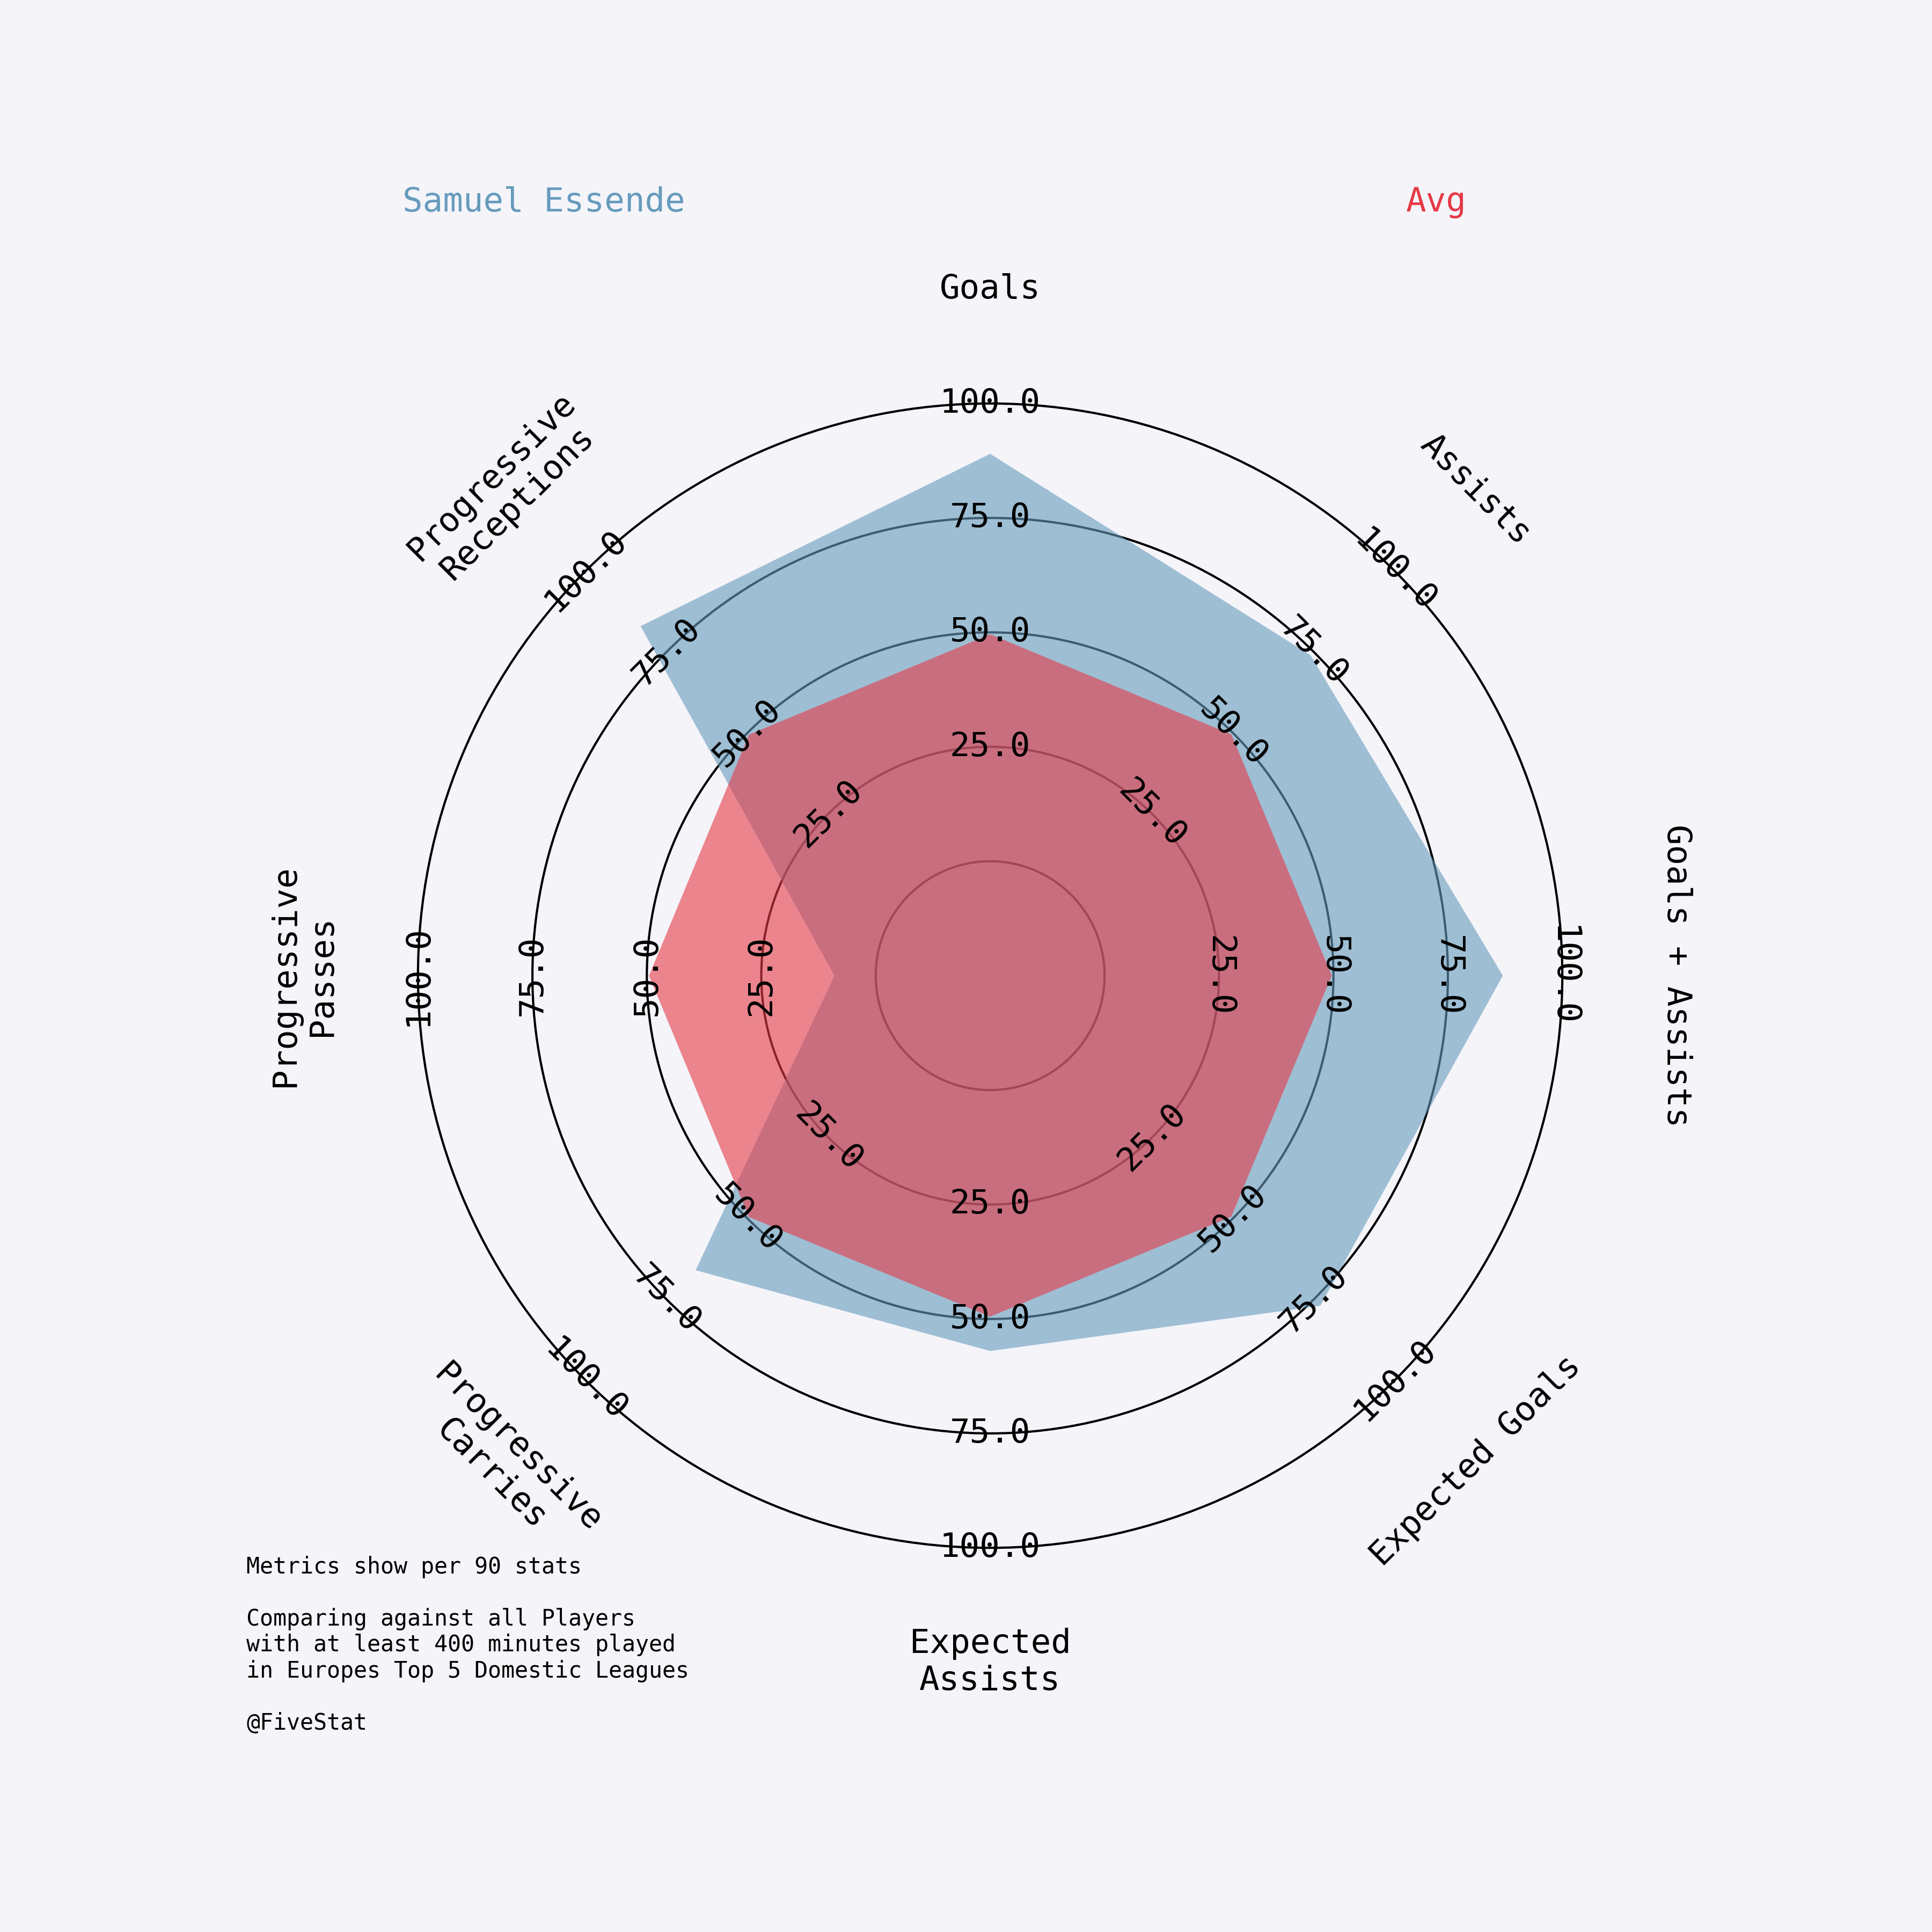 Samuel Essende
Avg
Goals
Assists
Goals + Assists
Expected Goals
Expected
Assists
Progressive
Carries
Progressive
Passes
Progressive
Receptions
25.0
50.0
75.0
100.0
25.0
50.0
75.0
100.0
25.0
50.0
75.0
100.0
25.0
50.0
75.0
100.0
25.0
50.0
75.0
100.0
25.0
50.0
75.0
100.0
25.0
50.0
75.0
100.0
25.0
50.0
75.0
100.0
Metrics show per 90 stats
Comparing against all Players
with at least 400 minutes played
in Europes Top 5 Domestic Leagues
@FiveStat